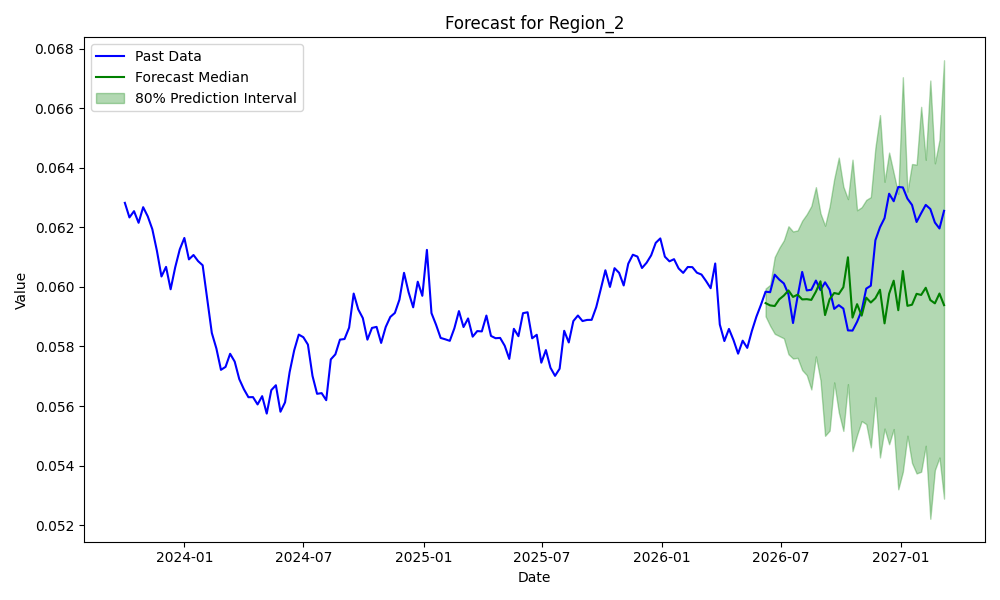 Forecast for Region_2
Past Data
Forecast Median
80% Prediction Interval
0.068
0.066
0.064
0.062
0.060
0.058
0.056
0.054
0.052
Value
2024-01
2024-07
2025-01
2025-07
2026-01
2026-07
2027-01
Date